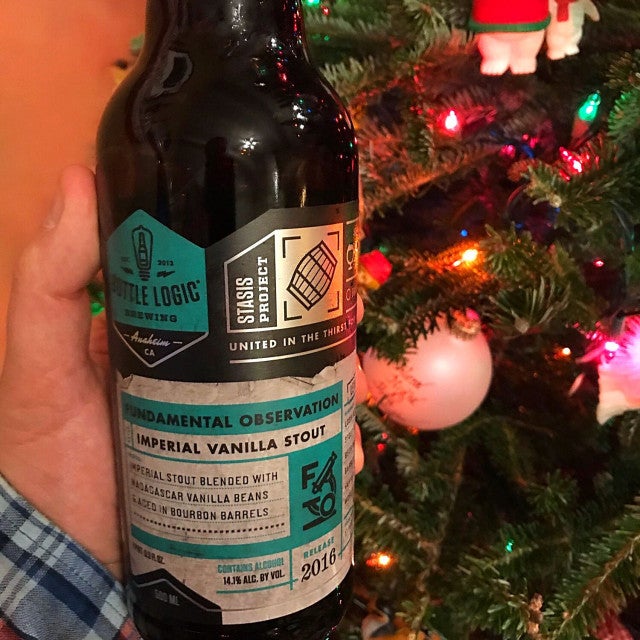 EST. 2013
BOTTLE LOGIC
BREWING
Anaheim
CA
STASIS
PROJECT
UNITED IN THE THIRST
FUNDAMENTAL OBSERVATION
IMPERIAL VANILLA STOUT
IMPERIAL STOUT BLENDED WITH
MADAGASCAR VANILLA BEANS
& AGED IN BOURBON BARRELS
FO
CONTAINS ALCOHOL
14.1% ALC. BY VOL.
500 ML
RELEASE
2016